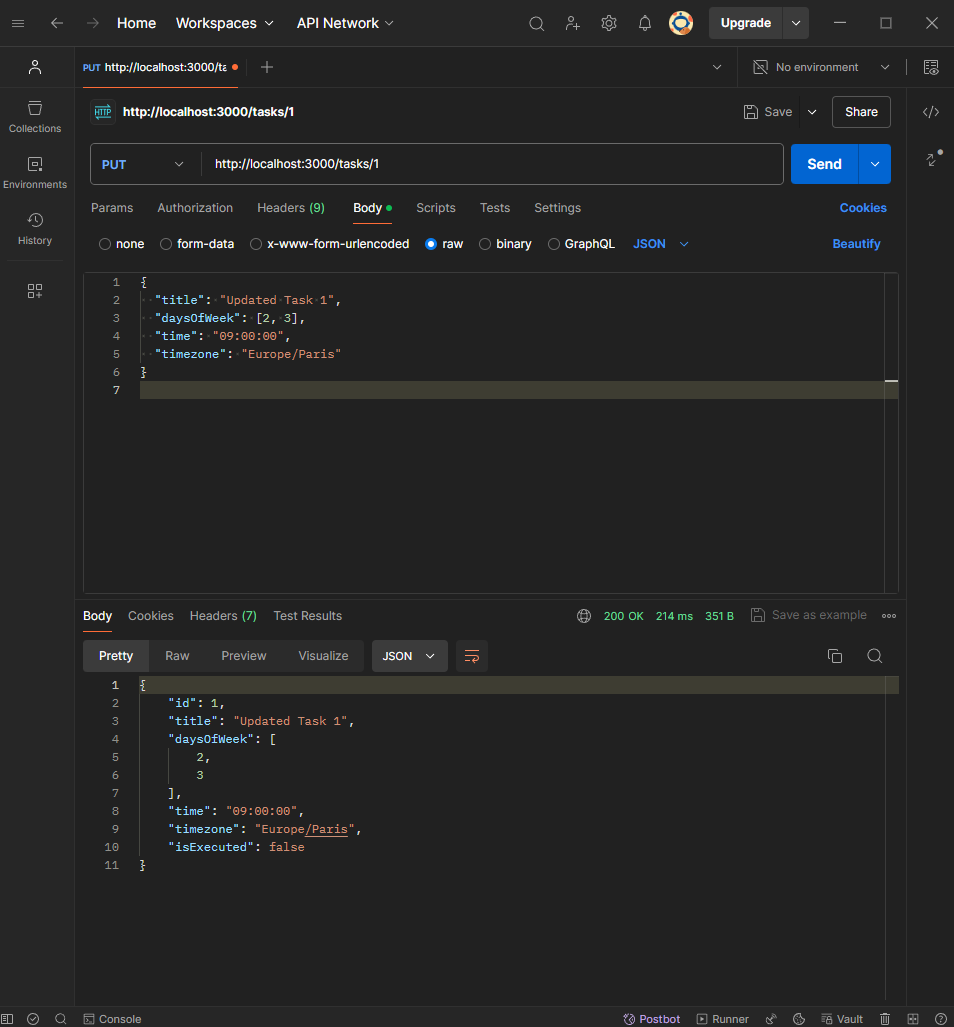 Home Workspaces API Network Upgrade
PUT http://localhost:3000/ta No environment
HTTP http://localhost:3000/tasks/1 Save Share
Collections
Environments
History
PUT http://localhost:3000/tasks/1 Send
Params Authorization Headers (9) Body Scripts Tests Settings Cookies
none form-data x-www-form-urlencoded raw binary GraphQL JSON Beautify
1 {
2 "title": "Updated Task 1",
3 "daysOfWeek": [2, 3],
4 "time": "09:00:00",
5 "timezone": "Europe/Paris"
6 }
7
Body Cookies Headers (7) Test Results 200 OK 214 ms 351 B Save as example
Pretty Raw Preview Visualize JSON
1 {
2 "id": 1,
3 "title": "Updated Task 1",
4 "daysOfWeek": [
5 2,
6 3
7 ],
8 "time": "09:00:00",
9 "timezone": "Europe/Paris",
10 "isExecuted": false
11 }
Console Postbot Runner Vault